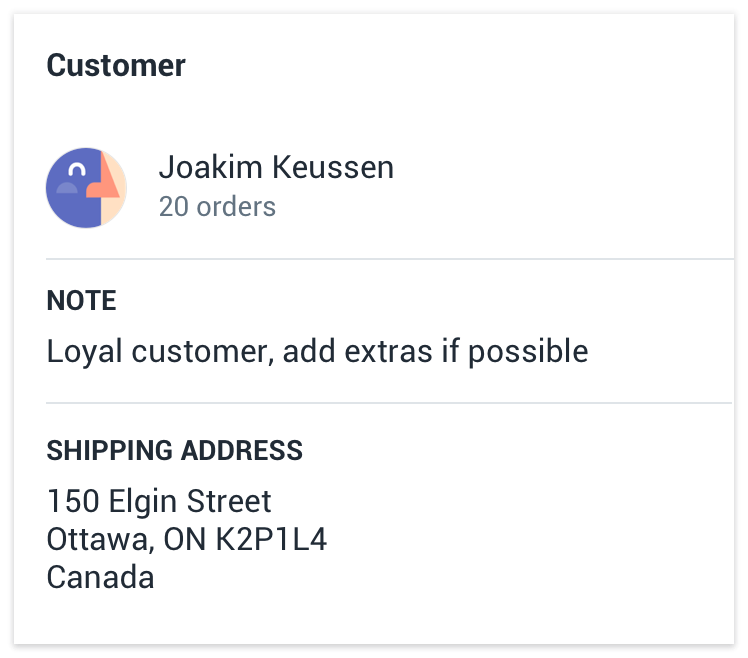 Customer
Joakim Keussen
20 orders
NOTE
Loyal customer, add extras if possible
SHIPPING ADDRESS
150 Elgin Street
Ottawa, ON K2P1L4
Canada